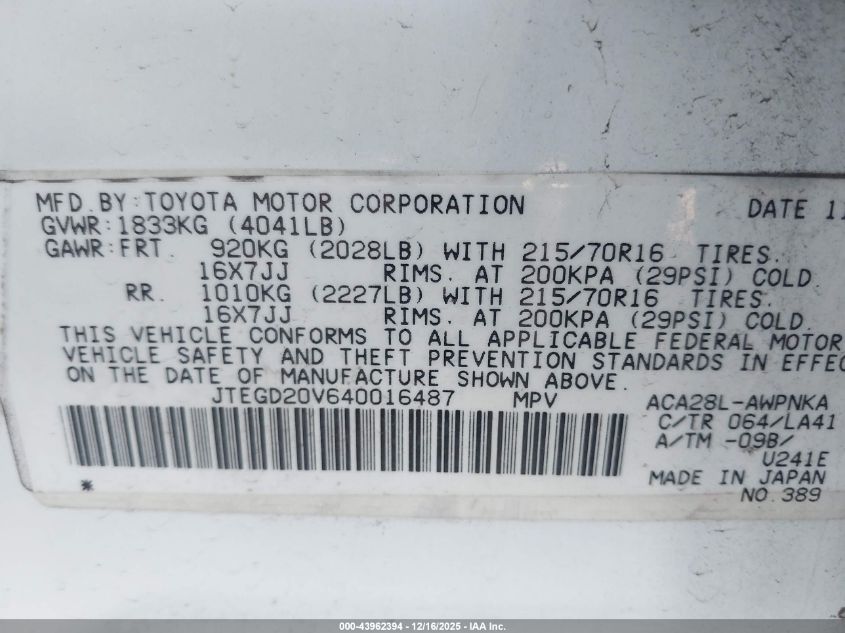 MFD.BY:TOYOTA MOTOR CORPORATION DATE 11
GVWR:1833KG (4041LB)
GAWR:FRT. 920KG (2028LB) WITH 215/70R16 TIRES.
16X7JJ RIMS. AT 200KPA (29PSI) COLD.
RR. 1010KG (2227LB) WITH 215/70R16 TIRES.
16X7JJ RIMS. AT 200KPA (29PSI) COLD.
THIS VEHICLE CONFORMS TO ALL APPLICABLE FEDERAL MOTOR
VEHICLE SAFETY AND THEFT PREVENTION STANDARDS IN EFFEC
ON THE DATE OF MANUFACTURE SHOWN ABOVE.
JTEGD20V640016487 MPV ACA28L-AWPNKA
C/TR 064/LA41
A/TM -09B/
U241E
MADE IN JAPAN
* NO.389
000-43962394 - 12/16/2025 - IAA Inc.